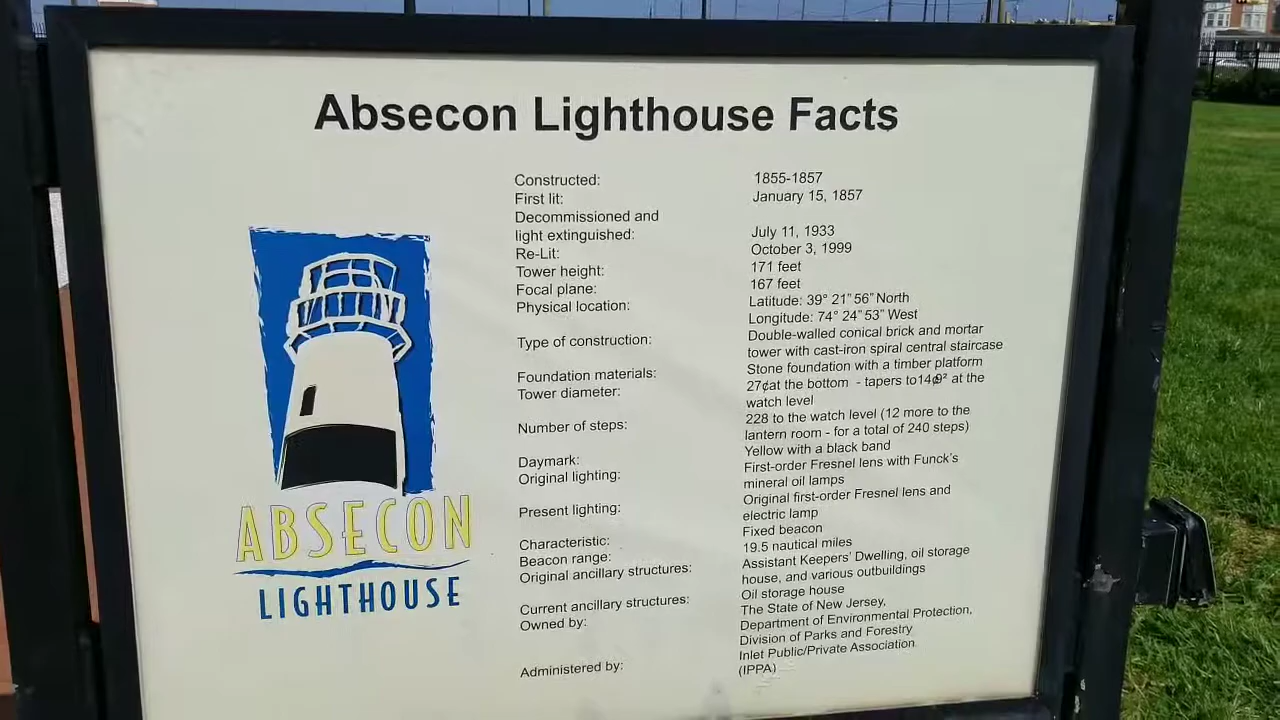 Absecon Lighthouse Facts
Constructed: 1855-1857
First lit: January 15, 1857
Decommissioned and
light extinguished: July 11, 1933
Re-Lit: October 3, 1999
Tower height: 171 feet
Focal plane: 167 feet
Physical location: Latitude: 39° 21" 56" North
Longitude: 74° 24" 53" West
Type of construction: Double-walled conical brick and mortar
tower with cast-iron spiral central staircase
Foundation materials: Stone foundation with a timber platform
Tower diameter: 27¢at the bottom - tapers to14¢9² at the
watch level
Number of steps: 228 to the watch level (12 more to the
lantern room - for a total of 240 steps)
Daymark: Yellow with a black band
Original lighting: First-order Fresnel lens with Funck's
mineral oil lamps
Present lighting: Original first-order Fresnel lens and
electric lamp
Characteristic: Fixed beacon
Beacon range: 19.5 nautical miles
Original ancillary structures: Assistant Keepers' Dwelling, oil storage
house, and various outbuildings
Current ancillary structures: Oil storage house
Owned by: The State of New Jersey,
Department of Environmental Protection,
Division of Parks and Forestry
Administered by: Inlet Public/Private Association
(IPPA)
ABSECON
LIGHTHOUSE